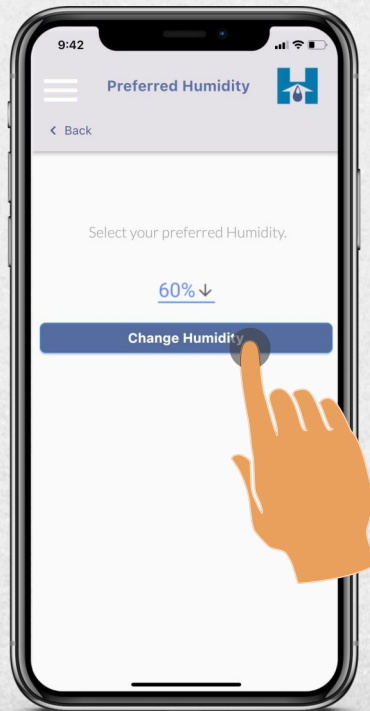 9:42
Preferred Humidity
< Back
Select your preferred Humidity.
60%
Change Humidity